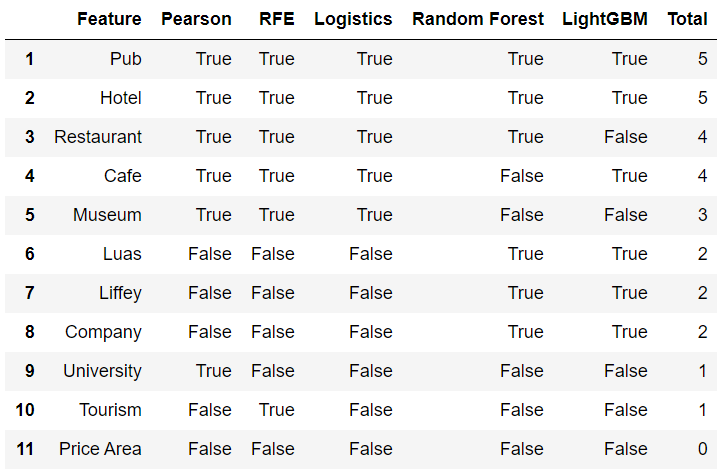 Feature Pearson RFE Logistics Random Forest LightGBM Total
1 Pub True True True True True 5
2 Hotel True True True True True 5
3 Restaurant True True True True False 4
4 Cafe True True True False True 4
5 Museum True True True False False 3
6 Luas False False False True True 2
7 Liffey False False False True True 2
8 Company False False False True True 2
9 University True False False False False 1
10 Tourism False True False False False 1
11 Price Area False False False False False 0